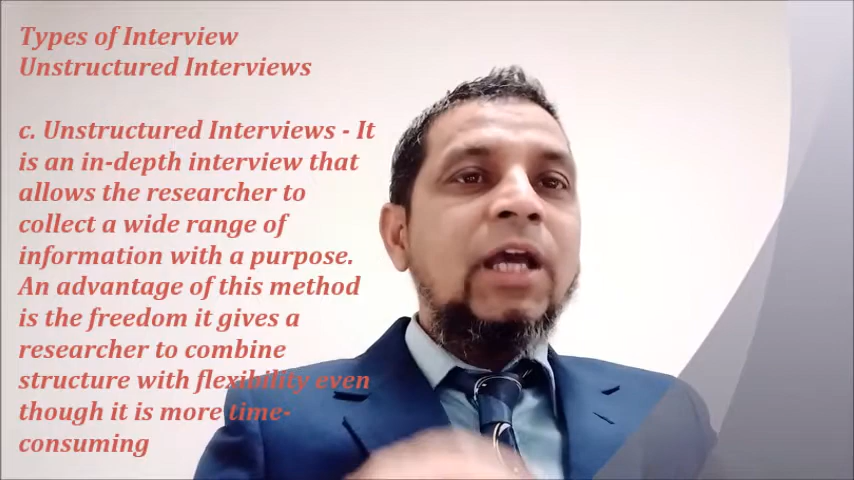 Types of Interview
Unstructured Interviews
c. Unstructured Interviews - It
is an in-depth interview that
allows the researcher to
collect a wide range of
information with a purpose.
An advantage of this method
is the freedom it gives a
researcher to combine
structure with flexibility even
though it is more time-
consuming